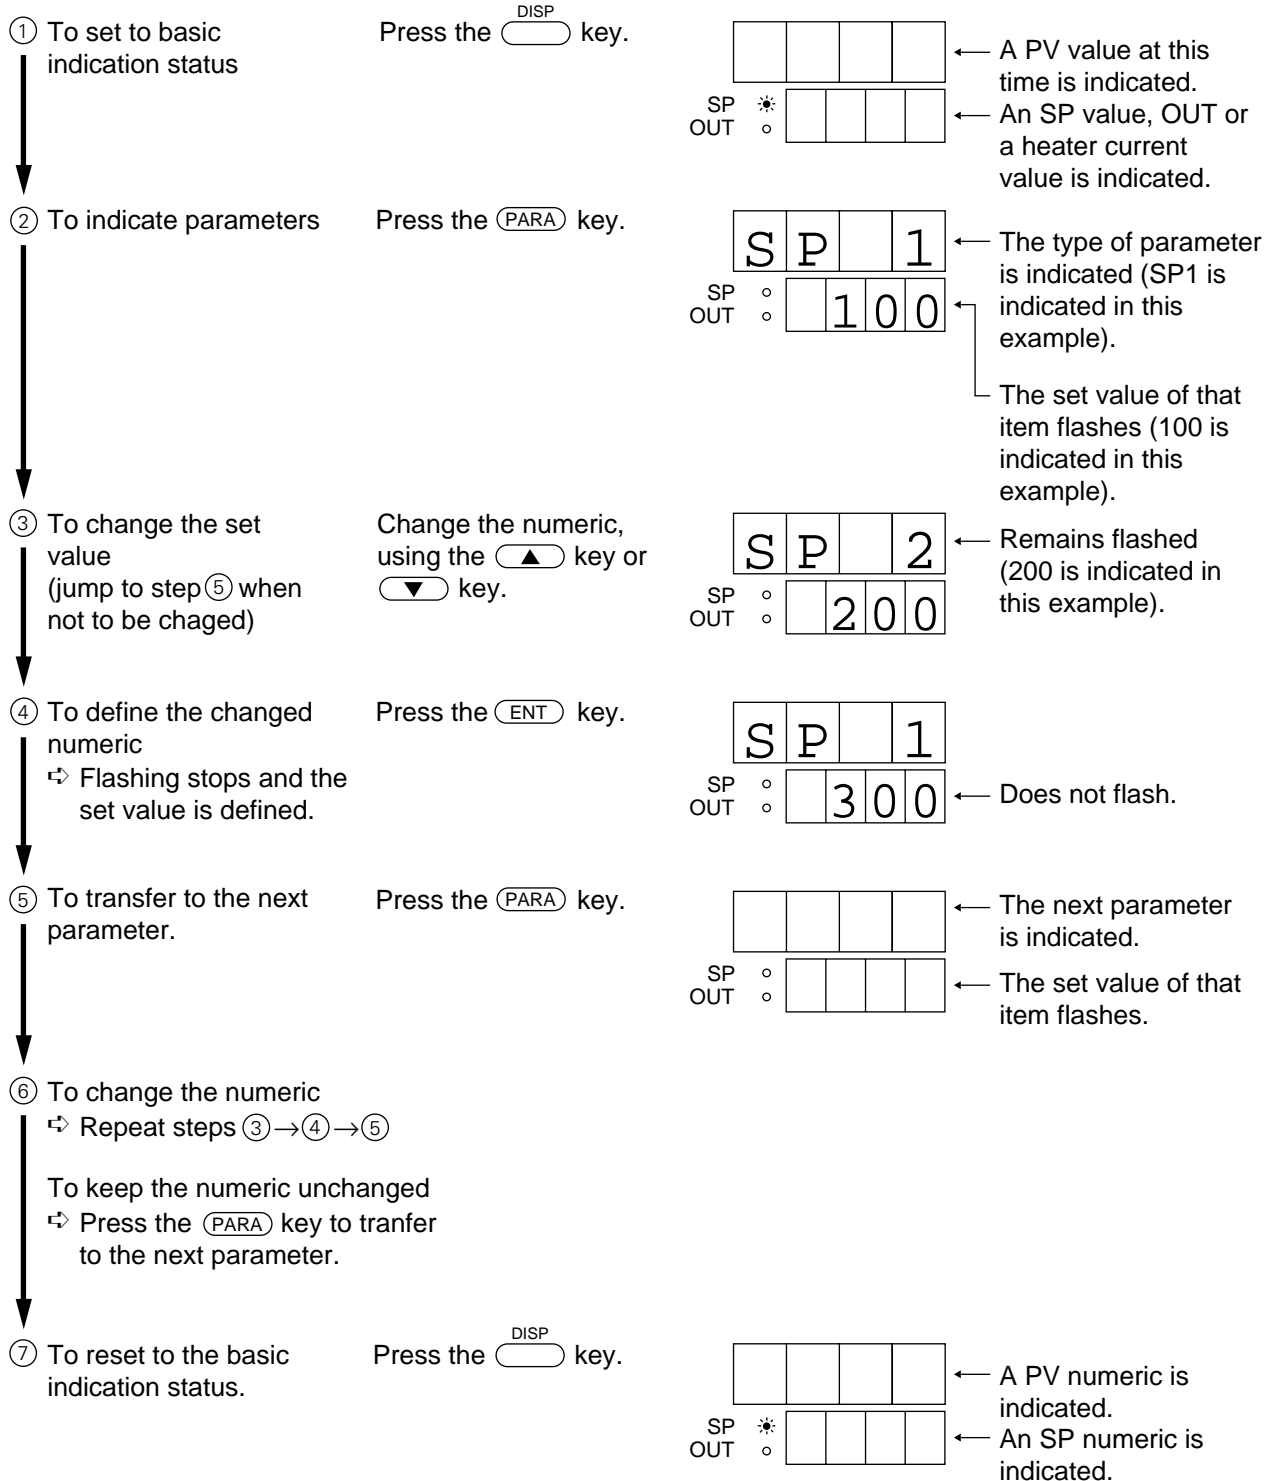 ① To set to basic
indication status
Press the DISP key.
A PV value at this
time is indicated.
SP
OUT
An SP value, OUT or
a heater current
value is indicated.
② To indicate parameters
Press the PARA key.
SP 1
SP
OUT
100
The type of parameter
is indicated (SP1 is
indicated in this
example).
The set value of that
item flashes (100 is
indicated in this
example).
③ To change the set
value
(jump to step ⑤ when
not to be chaged)
Change the numeric,
using the ▲ key or
▼ key.
SP 2
SP
OUT
200
Remains flashed
(200 is indicated in
this example).
④ To define the changed
numeric
➪ Flashing stops and the
set value is defined.
Press the ENT key.
SP 1
SP
OUT
300
Does not flash.
⑤ To transfer to the next
parameter.
Press the PARA key.
SP
OUT
The next parameter
is indicated.
The set value of that
item flashes.
⑥ To change the numeric
➪ Repeat steps ③→④→⑤
To keep the numeric unchanged
➪ Press the PARA key to tranfer
to the next parameter.
⑦ To reset to the basic
indication status.
Press the DISP key.
SP
OUT
A PV numeric is
indicated.
An SP numeric is
indicated.